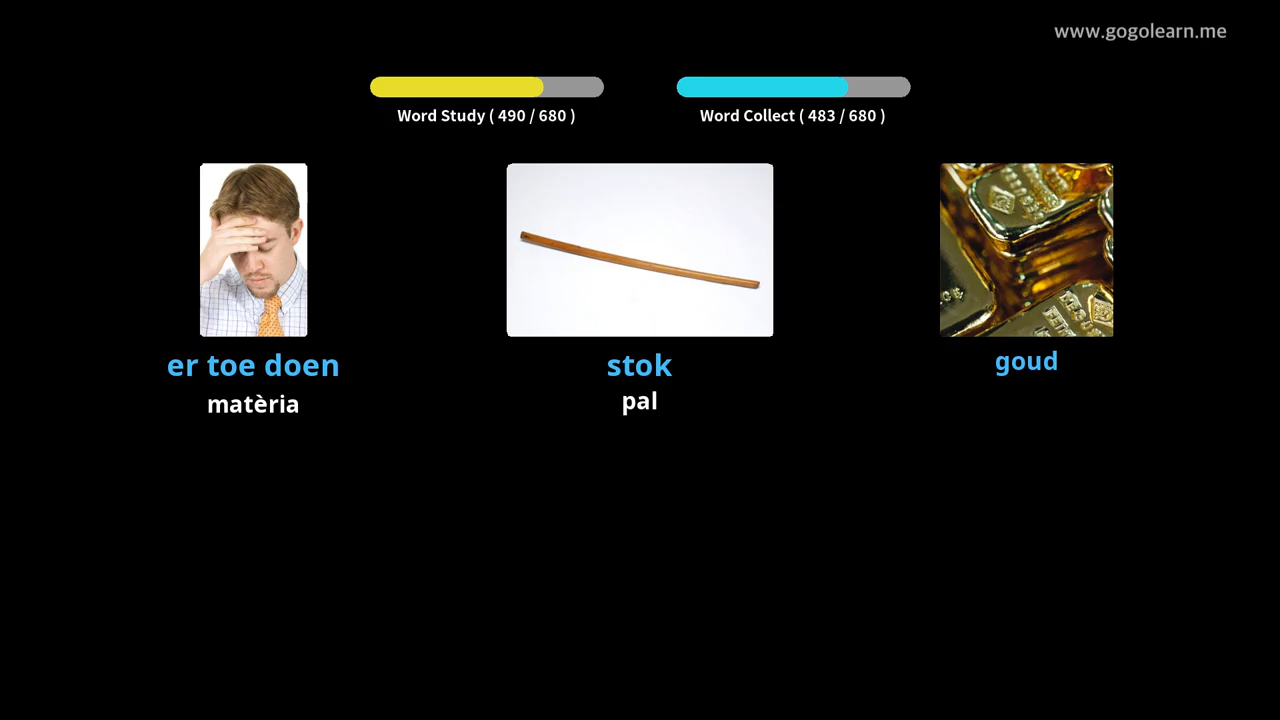 www.gogolearn.me
Word Study ( 490 / 680 )
Word Collect ( 483 / 680 )
er toe doen
matèria
stok
pal
goud